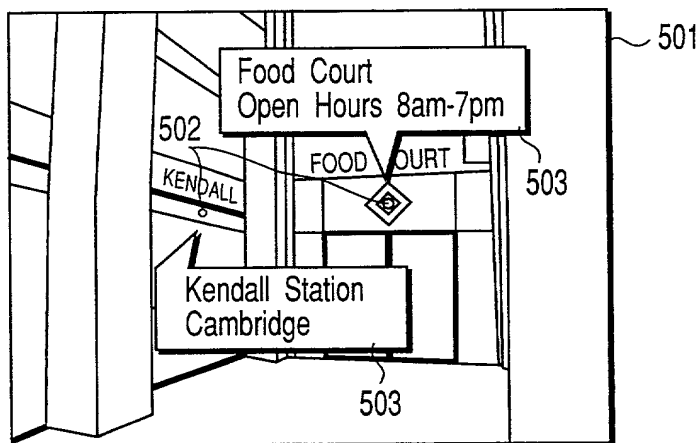 501
Food Court
Open Hours 8am-7pm
503
502
FOOD OURT
KENDALL
Kendall Station
Cambridge
503